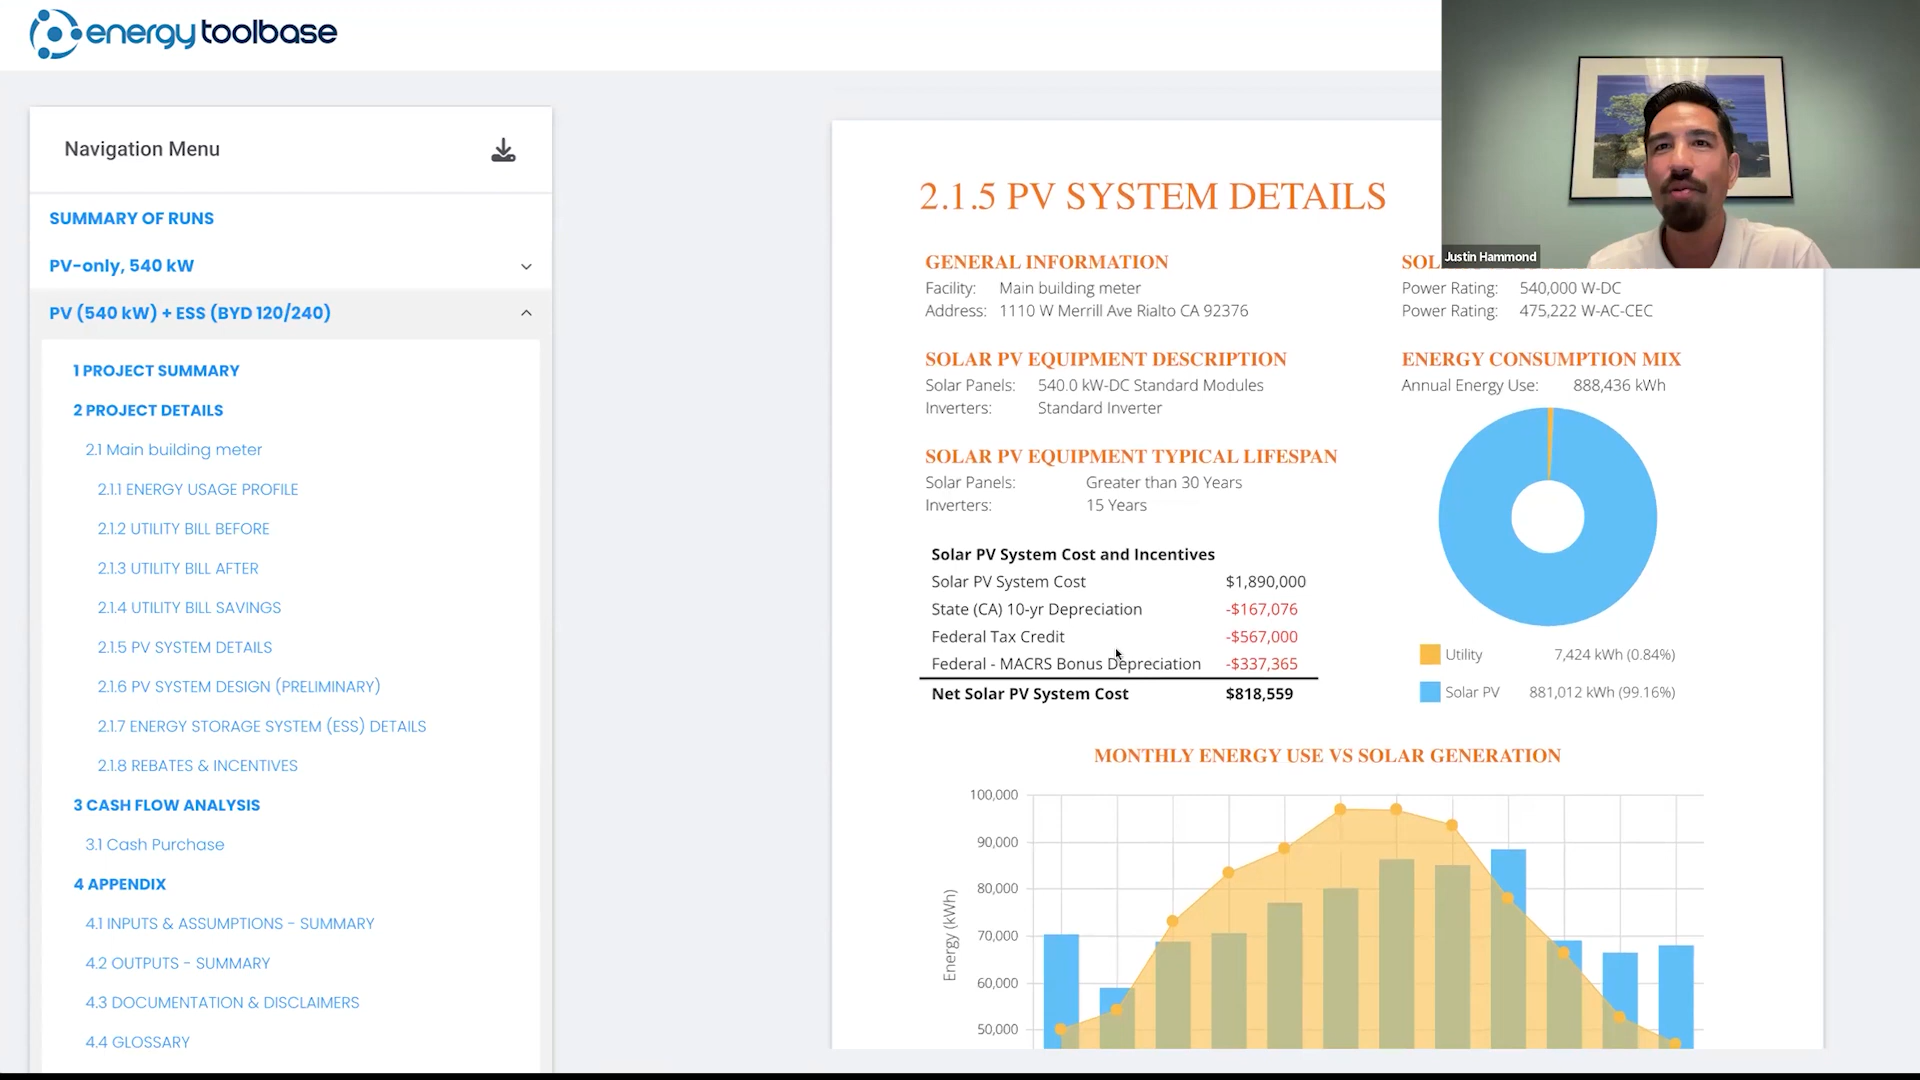 energytoolbase
Navigation Menu
SUMMARY OF RUNS
PV-only, 540 kW
PV (540 kW) + ESS (BYD 120/240)
1 PROJECT SUMMARY
2 PROJECT DETAILS
2.1 Main building meter
2.1.1 ENERGY USAGE PROFILE
2.1.2 UTILITY BILL BEFORE
2.1.3 UTILITY BILL AFTER
2.1.4 UTILITY BILL SAVINGS
2.1.5 PV SYSTEM DETAILS
2.1.6 PV SYSTEM DESIGN (PRELIMINARY)
2.1.7 ENERGY STORAGE SYSTEM (ESS) DETAILS
2.1.8 REBATES & INCENTIVES
3 CASH FLOW ANALYSIS
3.1 Cash Purchase
4 APPENDIX
4.1 INPUTS & ASSUMPTIONS - SUMMARY
4.2 OUTPUTS - SUMMARY
4.3 DOCUMENTATION & DISCLAIMERS
4.4 GLOSSARY
2.1.5 PV SYSTEM DETAILS
GENERAL INFORMATION
Facility: Main building meter
Address: 1110 W Merrill Ave Rialto CA 92376
SOLAR PV EQUIPMENT DESCRIPTION
Solar Panels: 540.0 kW-DC Standard Modules
Inverters: Standard Inverter
SOLAR PV EQUIPMENT TYPICAL LIFESPAN
Solar Panels: Greater than 30 Years
Inverters: 15 Years
Solar PV System Cost and Incentives
Solar PV System Cost $1,890,000
State (CA) 10-yr Depreciation -$167,076
Federal Tax Credit -$567,000
Federal - MACRS Bonus Depreciation -$337,365
Net Solar PV System Cost $818,559
SOL
Power Rating: 540,000 W-DC
Power Rating: 475,222 W-AC-CEC
ENERGY CONSUMPTION MIX
Annual Energy Use: 888,436 kWh
Utility 7,424 kWh (0.84%)
Solar PV 881,012 kWh (99.16%)
MONTHLY ENERGY USE VS SOLAR GENERATION
Energy (kWh)
100,000
90,000
80,000
70,000
60,000
50,000
Justin Hammond